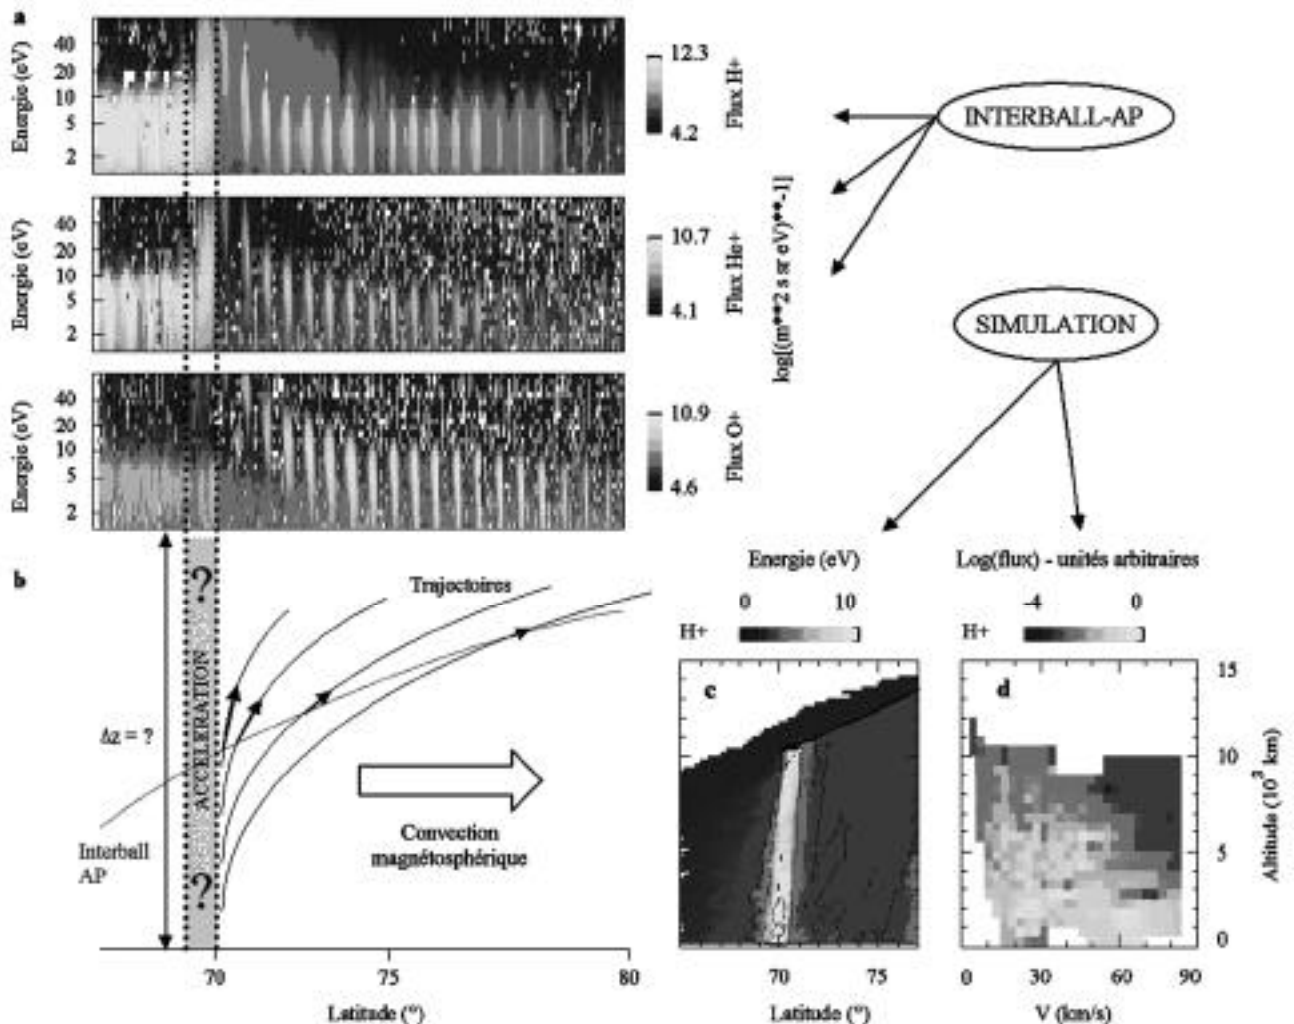 a
Energie (eV)
40
20
10
5
2
12.3
4.2
Flux H+
INTERBALL-AP
Energie (eV)
40
20
10
5
2
10.7
4.1
Flux He+
log[(m**2 s sr eV)**-1]
SIMULATION
Energie (eV)
40
20
10
5
2
10.9
4.6
Flux O+
b
?
ACCELERATION
?
Trajectoires
Δz = ?
Interball
AP
Convection
magnétosphérique
70
75
80
Latitude (°)
Energie (eV)
0
10
H+
c
70
75
Latitude (°)
Log(flux) - unités arbitraires
-4
0
H+
d
15
10
5
0
Altitude (10³ km)
0
30
60
90
V (km/s)